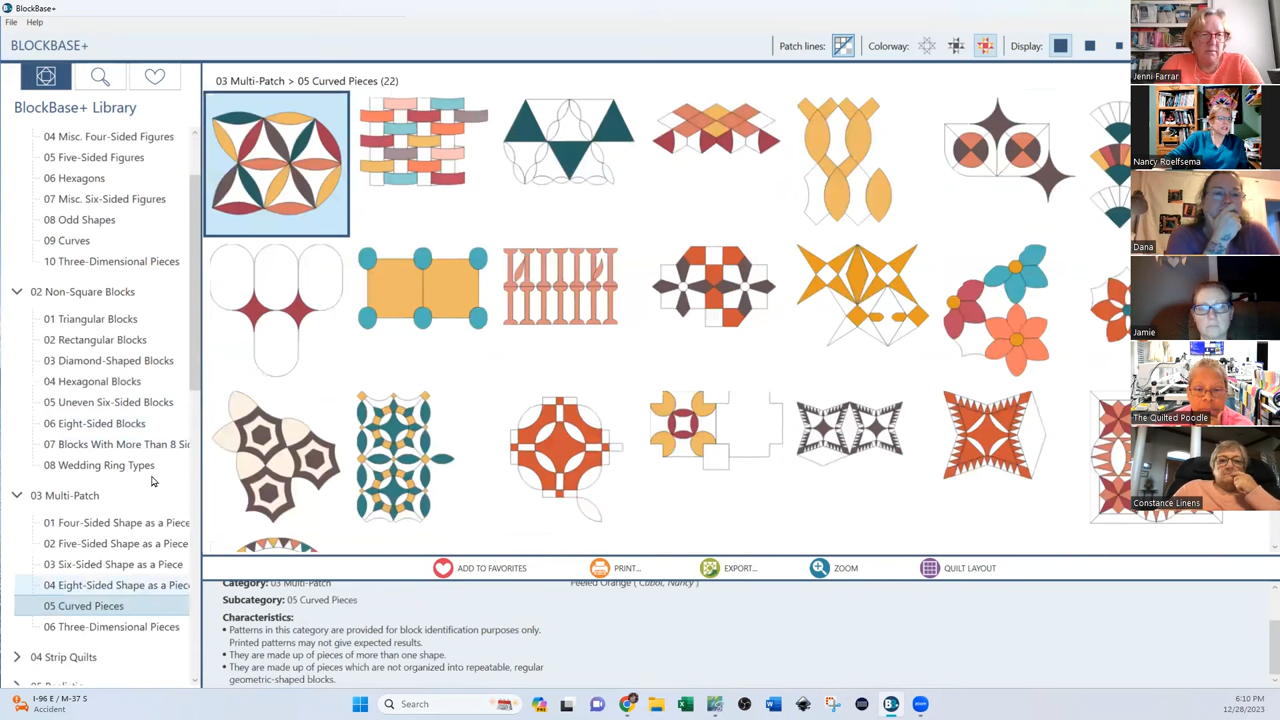 BlockBase+
File Help
BLOCKBASE+
Patch lines:
Colorway:
Display:
03 Multi-Patch > 05 Curved Pieces (22)
BlockBase+ Library
04 Misc. Four-Sided Figures
05 Five-Sided Figures
06 Hexagons
07 Misc. Six-Sided Figures
08 Odd Shapes
09 Curves
10 Three-Dimensional Pieces
02 Non-Square Blocks
01 Triangular Blocks
02 Rectangular Blocks
03 Diamond-Shaped Blocks
04 Hexagonal Blocks
05 Uneven Six-Sided Blocks
06 Eight-Sided Blocks
07 Blocks With More Than 8 Sid
08 Wedding Ring Types
03 Multi-Patch
01 Four-Sided Shape as a Piece
02 Five-Sided Shape as a Piece
03 Six-Sided Shape as a Piece
04 Eight-Sided Shape as a Piec
05 Curved Pieces
06 Three-Dimensional Pieces
04 Strip Quilts
ADD TO FAVORITES
PRINT...
EXPORT...
ZOOM
QUILT LAYOUT
Category: 03 Multi-Patch
Peeled Orange ( Cabot, Nancy )
Subcategory: 05 Curved Pieces
Characteristics:
• Patterns in this category are provided for block identification purposes only.
Printed patterns may not give expected results.
• They are made up of pieces of more than one shape.
• They are made up of pieces which are not organized into repeatable, regular
geometric-shaped blocks.
Jenni Farrar
Nancy Roelfsema
Dana
Jamie
The Quilted Poodle
Constance Linens
I-96 E / M-37 S
Accident
Search
6:10 PM
12/28/2023